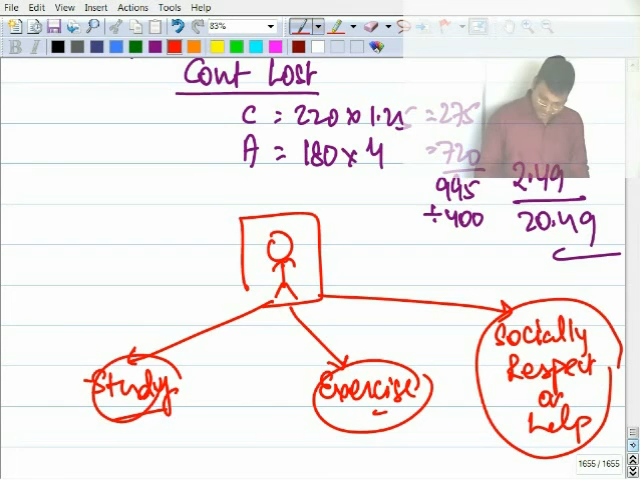 File Edit View Insert Actions Tools Help
83%
B I
Cont Lost
C = 220 × 1.25 = 275
A = 180 × 4 = 720
995 2.49
÷400 20.49
Study
Exercise
Socially
Respect
or
help
1655 / 1655